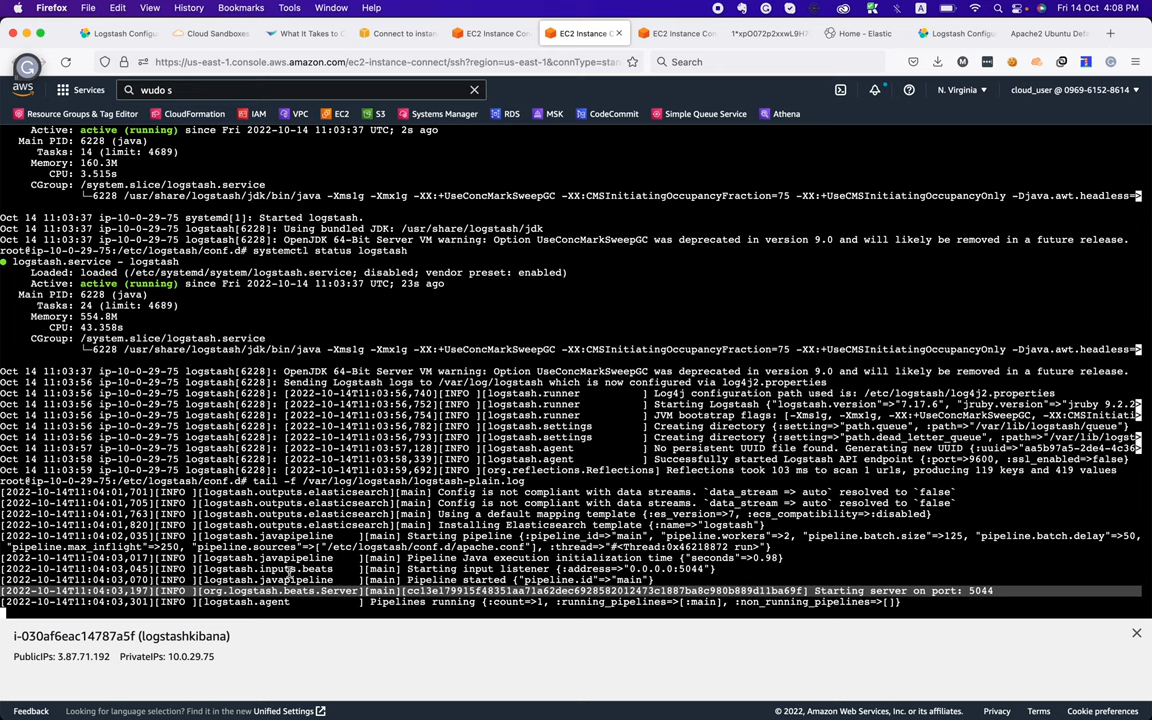 Firefox File Edit View History Bookmarks Tools Window Help Fri 14 Oct 4:08 PM
Logstash Configu Cloud Sandboxes What It Takes to C Connect to instan EC2 Instance Con EC2 Instance C EC2 Instance Con 1*xpO072p2xxwL9H7 Home - Elastic Logstash Configu Apache2 Ubuntu Def
https://us-east-1.console.aws.amazon.com/ec2-instance-connect/ssh?region=us-east-1&connType=stan Search
aws Services wudo s N. Virginia cloud_user @ 0969-6152-8614
Resource Groups & Tag Editor CloudFormation IAM VPC EC2 S3 Systems Manager RDS MSK CodeCommit Simple Queue Service Athena
Active: active (running) since Fri 2022-10-14 11:03:37 UTC; 2s ago
Main PID: 6228 (java)
Tasks: 14 (limit: 4689)
Memory: 160.3M
CPU: 3.515s
CGroup: /system.slice/logstash.service
└─6228 /usr/share/logstash/jdk/bin/java -Xms1g -Xmx1g -XX:+UseConcMarkSweepGC -XX:CMSInitiatingOccupancyFraction=75 -XX:+UseCMSInitiatingOccupancyOnly -Djava.awt.headless=>
Oct 14 11:03:37 ip-10-0-29-75 systemd[1]: Started logstash.
Oct 14 11:03:37 ip-10-0-29-75 logstash[6228]: Using bundled JDK: /usr/share/logstash/jdk
Oct 14 11:03:37 ip-10-0-29-75 logstash[6228]: OpenJDK 64-Bit Server VM warning: Option UseConcMarkSweepGC was deprecated in version 9.0 and will likely be removed in a future release.
root@ip-10-0-29-75:/etc/logstash/conf.d# systemctl status logstash
● logstash.service - logstash
Loaded: loaded (/etc/systemd/system/logstash.service; disabled; vendor preset: enabled)
Active: active (running) since Fri 2022-10-14 11:03:37 UTC; 23s ago
Main PID: 6228 (java)
Tasks: 24 (limit: 4689)
Memory: 554.8M
CPU: 43.358s
CGroup: /system.slice/logstash.service
└─6228 /usr/share/logstash/jdk/bin/java -Xms1g -Xmx1g -XX:+UseConcMarkSweepGC -XX:CMSInitiatingOccupancyFraction=75 -XX:+UseCMSInitiatingOccupancyOnly -Djava.awt.headless=>
Oct 14 11:03:37 ip-10-0-29-75 logstash[6228]: OpenJDK 64-Bit Server VM warning: Option UseConcMarkSweepGC was deprecated in version 9.0 and will likely be removed in a future release.
Oct 14 11:03:56 ip-10-0-29-75 logstash[6228]: Sending Logstash logs to /var/log/logstash which is now configured via log4j2.properties
Oct 14 11:03:56 ip-10-0-29-75 logstash[6228]: [2022-10-14T11:03:56,740][INFO ][logstash.runner ] Log4j configuration path used is: /etc/logstash/log4j2.properties
Oct 14 11:03:56 ip-10-0-29-75 logstash[6228]: [2022-10-14T11:03:56,752][INFO ][logstash.runner ] Starting Logstash {"logstash.version"=>"7.17.6", "jruby.version"=>"jruby 9.2.2>
Oct 14 11:03:56 ip-10-0-29-75 logstash[6228]: [2022-10-14T11:03:56,754][INFO ][logstash.runner ] JVM bootstrap flags: [-Xms1g, -Xmx1g, -XX:+UseConcMarkSweepGC, -XX:CMSInitiati>
Oct 14 11:03:56 ip-10-0-29-75 logstash[6228]: [2022-10-14T11:03:56,782][INFO ][logstash.settings ] Creating directory {:setting=>"path.queue", :path=>"/var/lib/logstash/queue"}
Oct 14 11:03:56 ip-10-0-29-75 logstash[6228]: [2022-10-14T11:03:56,793][INFO ][logstash.settings ] Creating directory {:setting=>"path.dead_letter_queue", :path=>"/var/lib/logst>
Oct 14 11:03:57 ip-10-0-29-75 logstash[6228]: [2022-10-14T11:03:57,128][INFO ][logstash.agent ] No persistent UUID file found. Generating new UUID {:uuid=>"aa5b97a5-2de4-4c36>
Oct 14 11:03:58 ip-10-0-29-75 logstash[6228]: [2022-10-14T11:03:58,339][INFO ][logstash.agent ] Successfully started Logstash API endpoint {:port=>9600, :ssl_enabled=>false}
Oct 14 11:03:59 ip-10-0-29-75 logstash[6228]: [2022-10-14T11:03:59,692][INFO ][org.reflections.Reflections] Reflections took 103 ms to scan 1 urls, producing 119 keys and 419 values
root@ip-10-0-29-75:/etc/logstash/conf.d# tail -f /var/log/logstash/logstash-plain.log
[2022-10-14T11:04:01,701][INFO ][logstash.outputs.elasticsearch][main] Config is not compliant with data streams. `data_stream => auto` resolved to `false`
[2022-10-14T11:04:01,705][INFO ][logstash.outputs.elasticsearch][main] Config is not compliant with data streams. `data_stream => auto` resolved to `false`
[2022-10-14T11:04:01,763][INFO ][logstash.outputs.elasticsearch][main] Using a default mapping template {:es_version=>7, :ecs_compatibility=>:disabled}
[2022-10-14T11:04:01,820][INFO ][logstash.outputs.elasticsearch][main] Installing Elasticsearch template {:name=>"logstash"}
[2022-10-14T11:04:02,035][INFO ][logstash.javapipeline ][main] Starting pipeline {:pipeline_id=>"main", "pipeline.workers"=>2, "pipeline.batch.size"=>125, "pipeline.batch.delay"=>50,
"pipeline.max_inflight"=>250, "pipeline.sources"=>["/etc/logstash/conf.d/apache.conf"], :thread=>"#<Thread:0x46218872 run>"}
[2022-10-14T11:04:03,017][INFO ][logstash.javapipeline ][main] Pipeline Java execution initialization time {"seconds"=>0.98}
[2022-10-14T11:04:03,045][INFO ][logstash.inputs.beats ][main] Starting input listener {:address=>"0.0.0.0:5044"}
[2022-10-14T11:04:03,070][INFO ][logstash.javapipeline ][main] Pipeline started {"pipeline.id"=>"main"}
[2022-10-14T11:04:03,197][INFO ][org.logstash.beats.Server][main][cc13e179915f48351aa71a62dec6928582012473c1887ba8c980b889d11ba69f] Starting server on port: 5044
[2022-10-14T11:04:03,301][INFO ][logstash.agent ] Pipelines running {:count=>1, :running_pipelines=>[:main], :non_running_pipelines=>[]}
i-030af6eac14787a5f (logstashkibana)
PublicIPs: 3.87.71.192 PrivateIPs: 10.0.29.75
Feedback Looking for language selection? Find it in the new Unified Settings © 2022, Amazon Web Services, Inc. or its affiliates. Privacy Terms Cookie preferences